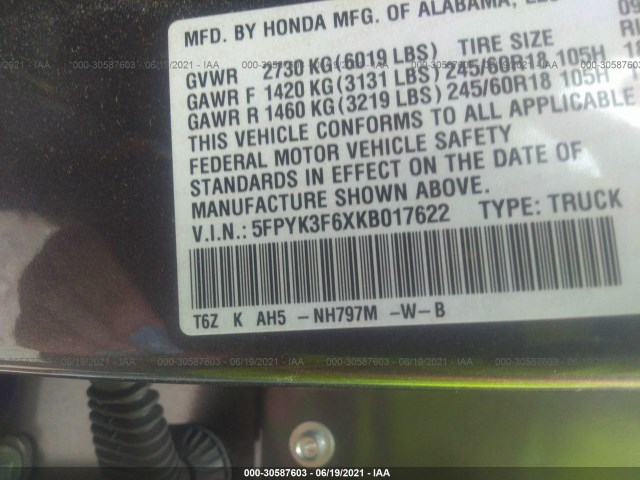 MFD. BY HONDA MFG. OF ALABAMA, LLC
GVWR 2730 KG (6019 LBS) TIRE SIZE
GAWR F 1420 KG (3131 LBS) 245/60R18 105H
GAWR R 1460 KG (3219 LBS) 245/60R18 105H
THIS VEHICLE CONFORMS TO ALL APPLICABLE
FEDERAL MOTOR VEHICLE SAFETY
STANDARDS IN EFFECT ON THE DATE OF
MANUFACTURE SHOWN ABOVE.
V.I.N.: 5FPYK3F6XKB017622 TYPE: TRUCK
T6Z K AH5 -NH797M -W-B
000-30587603 - 06/19/2021 - IAA